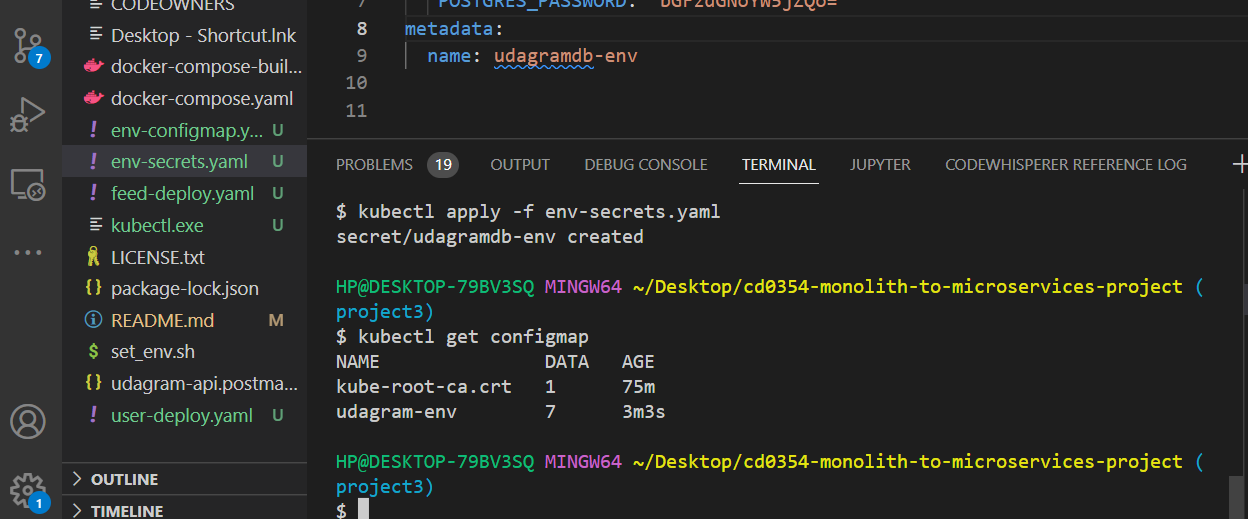 CODEOWNERS
Desktop - Shortcut.lnk
docker-compose-buil...
docker-compose.yaml
env-configmap.y... U
env-secrets.yaml U
feed-deploy.yaml U
kubectl.exe U
LICENSE.txt
package-lock.json
README.md M
set_env.sh
udagram-api.postma...
user-deploy.yaml U
OUTLINE
TIMELINE
7
1
7 POSTGRES_PASSWORD:
8 metadata:
9 name: udagramdb-env
10
11
PROBLEMS 19 OUTPUT DEBUG CONSOLE TERMINAL JUPYTER CODEWHISPERER REFERENCE LOG
$ kubectl apply -f env-secrets.yaml
secret/udagramdb-env created
HP@DESKTOP-79BV3SQ MINGW64 ~/Desktop/cd0354-monolith-to-microservices-project (
project3)
$ kubectl get configmap
NAME DATA AGE
kube-root-ca.crt 1 75m
udagram-env 7 3m3s
HP@DESKTOP-79BV3SQ MINGW64 ~/Desktop/cd0354-monolith-to-microservices-project (
project3)
$